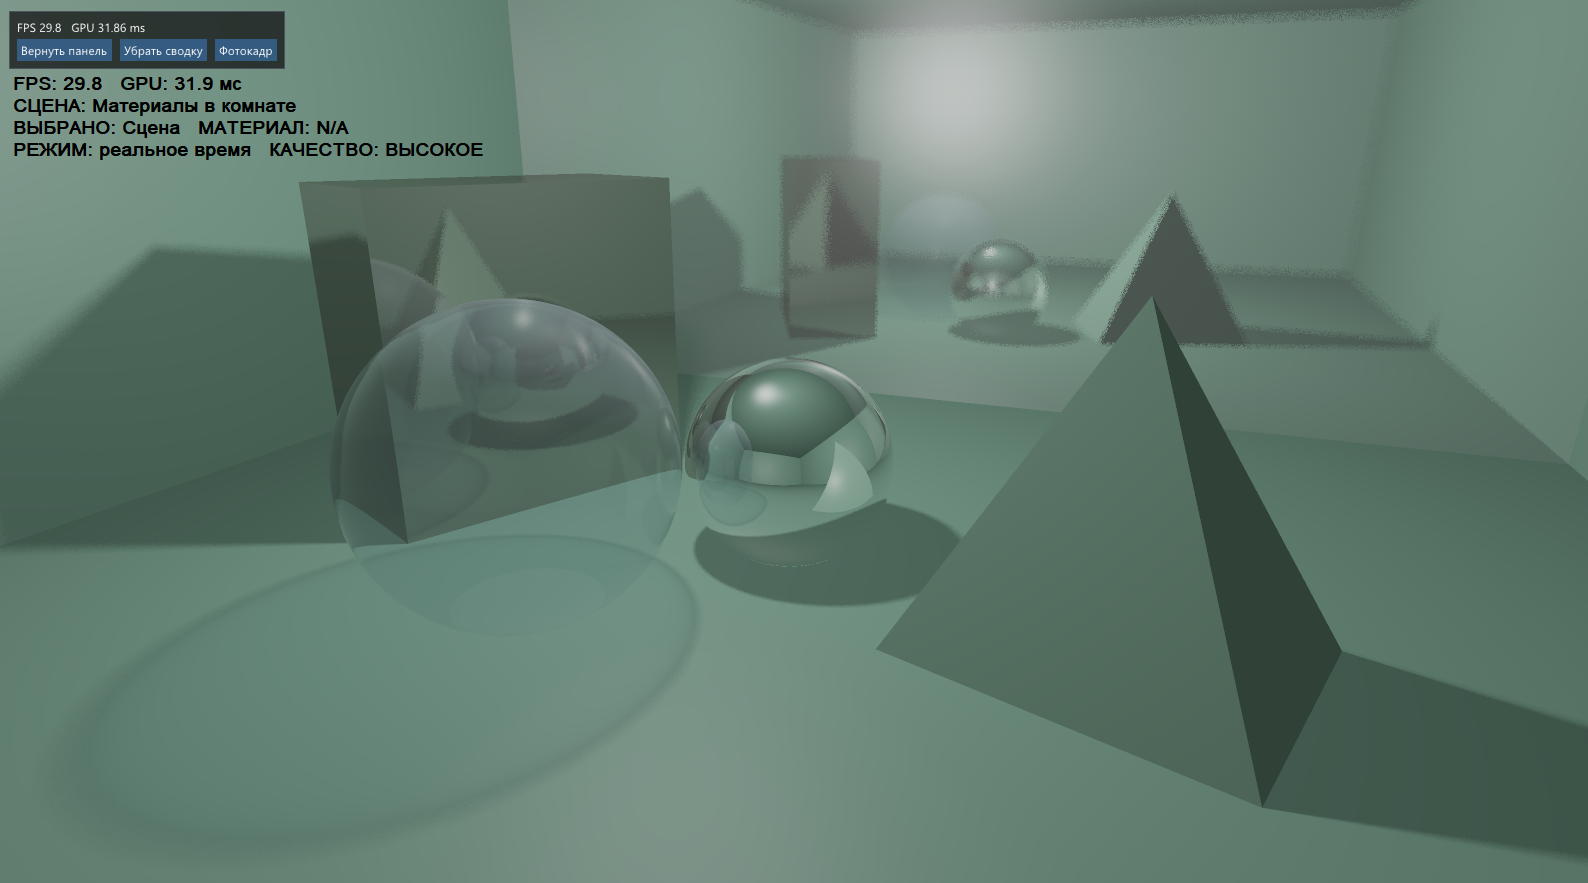 FPS 29.8 GPU 31.86 ms
Вернуть панель Убрать сводку Фотокадр
FPS: 29.8 GPU: 31.9 мс
СЦЕНА: Материалы в комнате
ВЫБРАНО: Сцена МАТЕРИАЛ: N/A
РЕЖИМ: реальное время КАЧЕСТВО: ВЫСОКОЕ